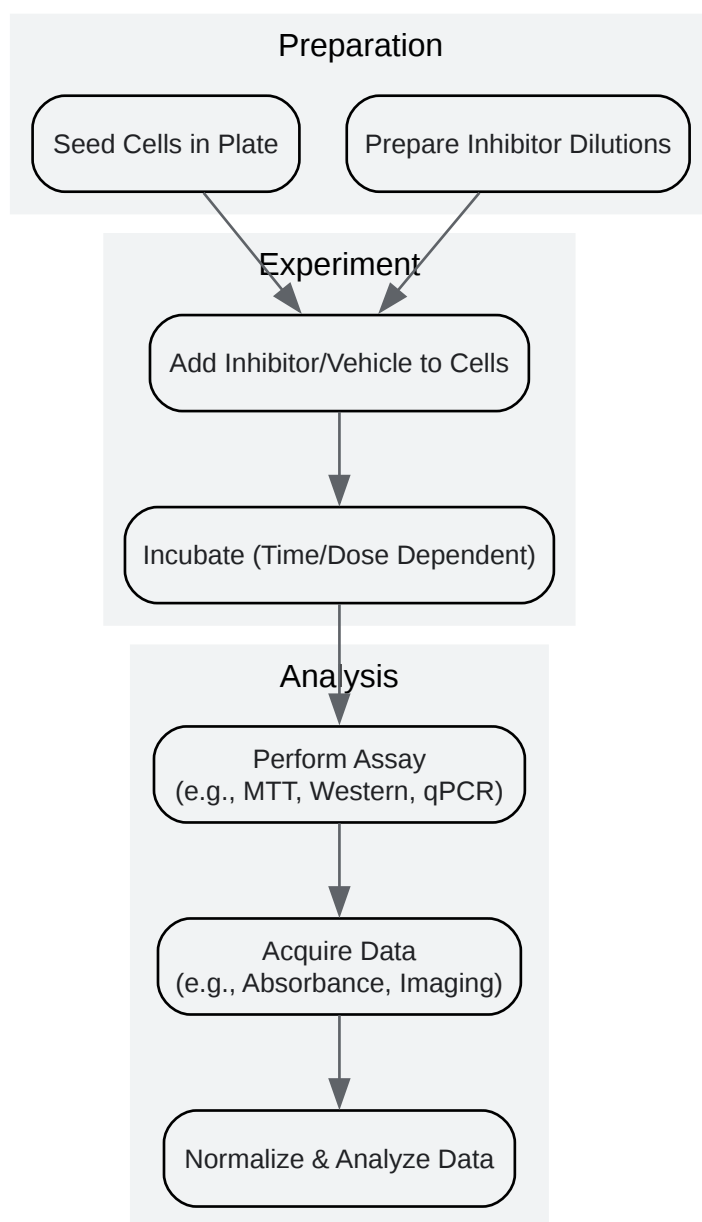 Preparation
Seed Cells in Plate
Prepare Inhibitor Dilutions
Experiment
Add Inhibitor/Vehicle to Cells
Incubate (Time/Dose Dependent)
Analysis
Perform Assay
(e.g., MTT, Western, qPCR)
Acquire Data
(e.g., Absorbance, Imaging)
Normalize & Analyze Data